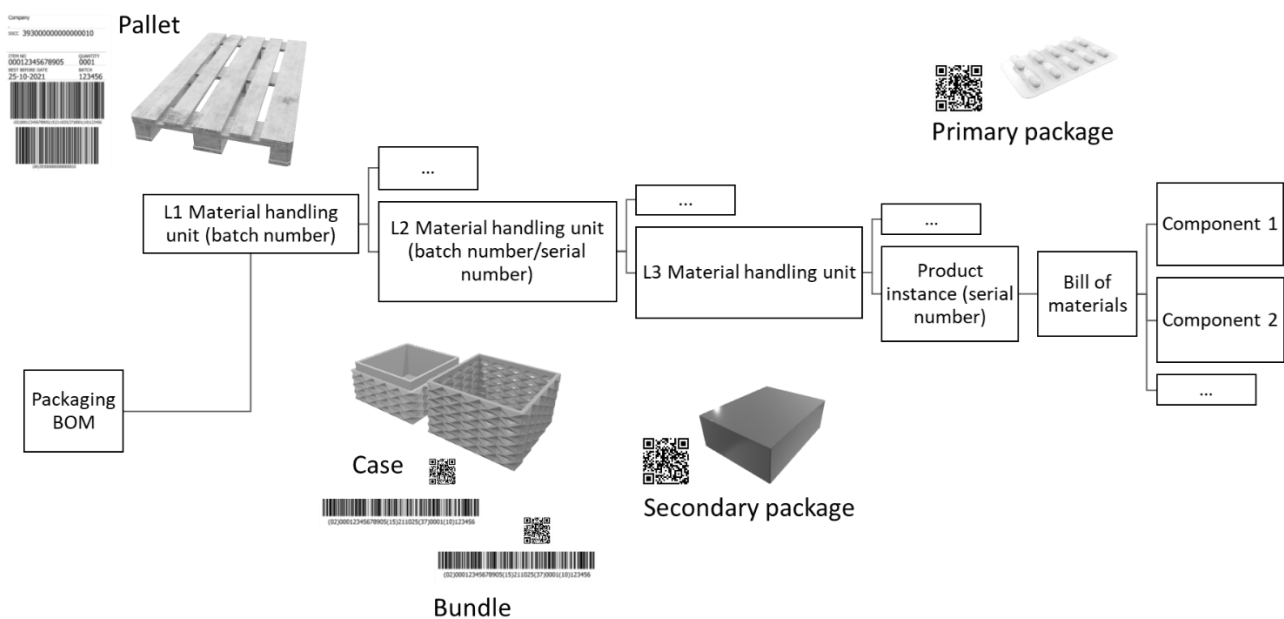 Company
.
SSCC 393000000000000010
ITEM NO
QUANTITY
00012345678905
0001
BEST BEFORE DATE
BATCH
25-10-2021
123456
Pallet
Primary package
...
L1 Material handling
unit (batch number)
L2 Material handling unit
(batch number/serial
number)
...
L3 Material handling unit
...
Product
instance (serial
number)
Bill of
materials
Component 1
Component 2
...
Packaging
BOM
Case
(02)00012345678905(15)211025(37)0001(10)123456
Secondary package
(02)00012345678905(15)211025(37)0001(10)123456
Bundle